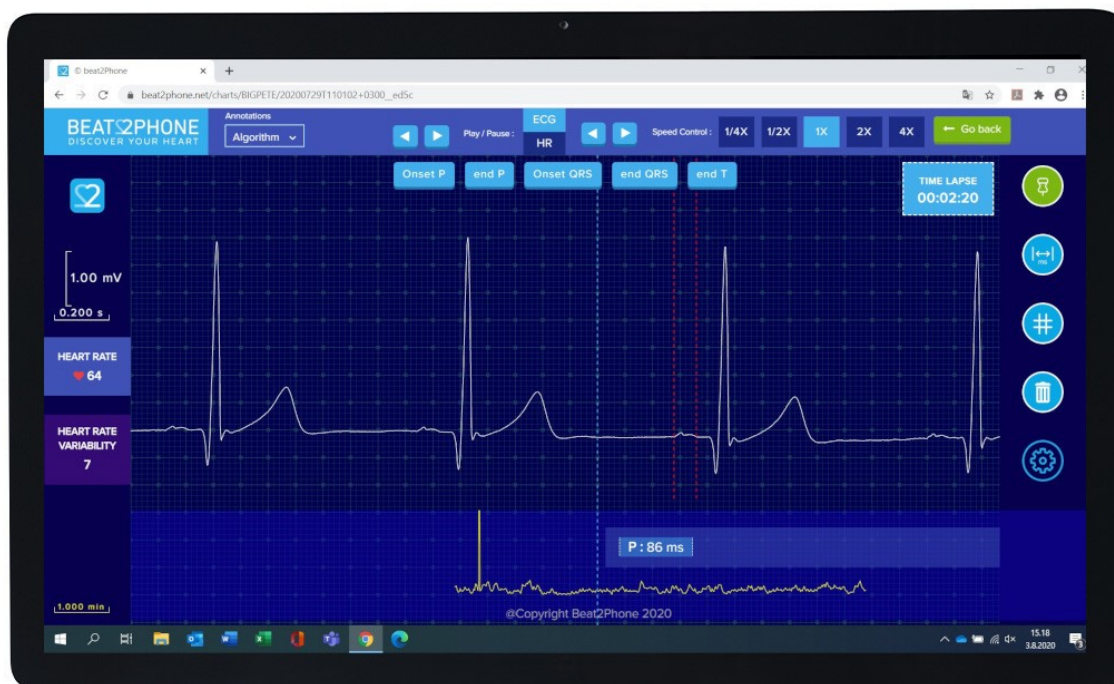 © beat2Phone
beat2phone.net/charts/BIGPETE/20200729T110102+0300__ed5c
BEAT2PHONE
DISCOVER YOUR HEART
Annotations
Algorithm
Play / Pause :
ECG
HR
Speed Control :
1/4X
1/2X
1X
2X
4X
← Go back
Onset P
end P
Onset QRS
end QRS
end T
TIME LAPSE
00:02:20
1.00 mV
0.200 s
ms
HEART RATE
64
HEART RATE
VARIABILITY
7
P : 86 ms
1.000 min
@Copyright Beat2Phone 2020
15.18
3.8.2020
3